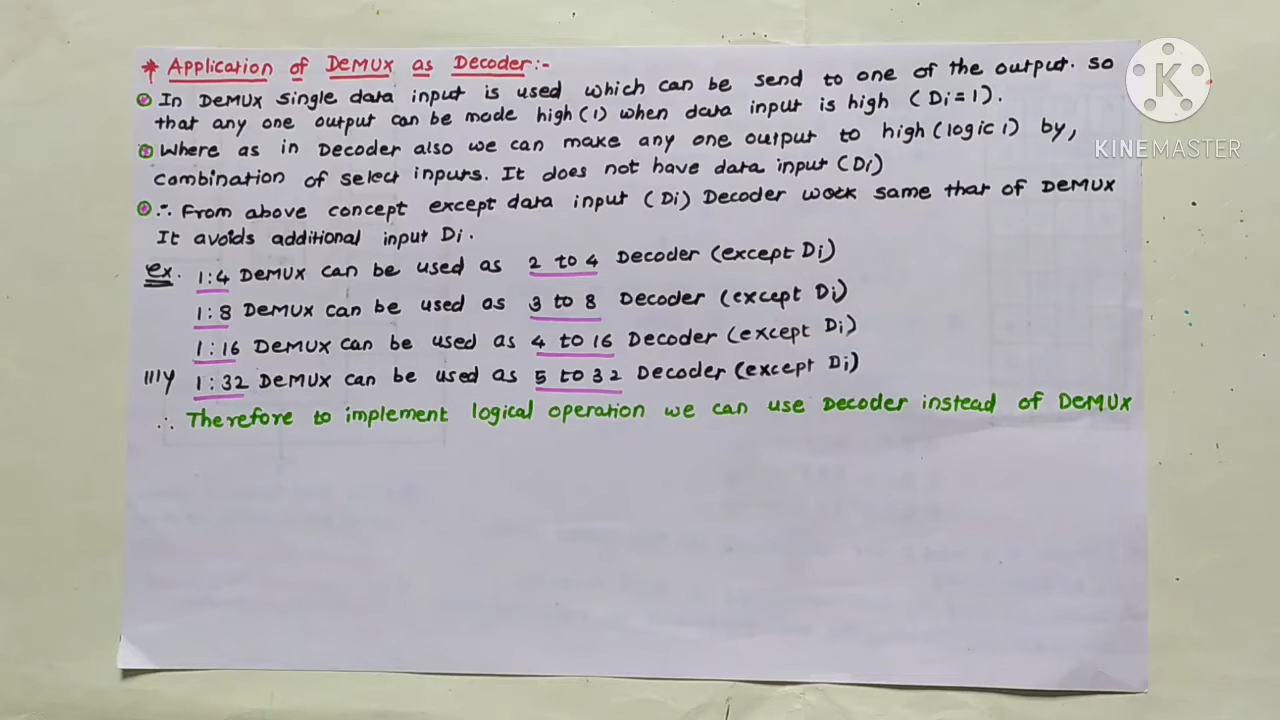 * Application of DeMUX as Decoder:-
In DeMUX single data input is used which can be send to one of the output. so
that any one output can be made high (1) when data input is high (Di=1).
Where as in Decoder also we can make any one output to high (logic 1) by,
combination of select inputs. It does not have data input (Di)
∴ From above concept except data input (Di) Decoder work same that of DeMUX
It avoids additional input Di.
ex. 1:4 DeMUX can be used as 2 to 4 Decoder (except Di)
1:8 DeMUX can be used as 3 to 8 Decoder (except Di)
1:16 DeMUX can be used as 4 to 16 Decoder (except Di)
llly 1:32 DeMUX can be used as 5 to 32 Decoder (except Di)
∴ Therefore to implement logical operation we can use Decoder instead of DeMUX
K
KINEMASTER